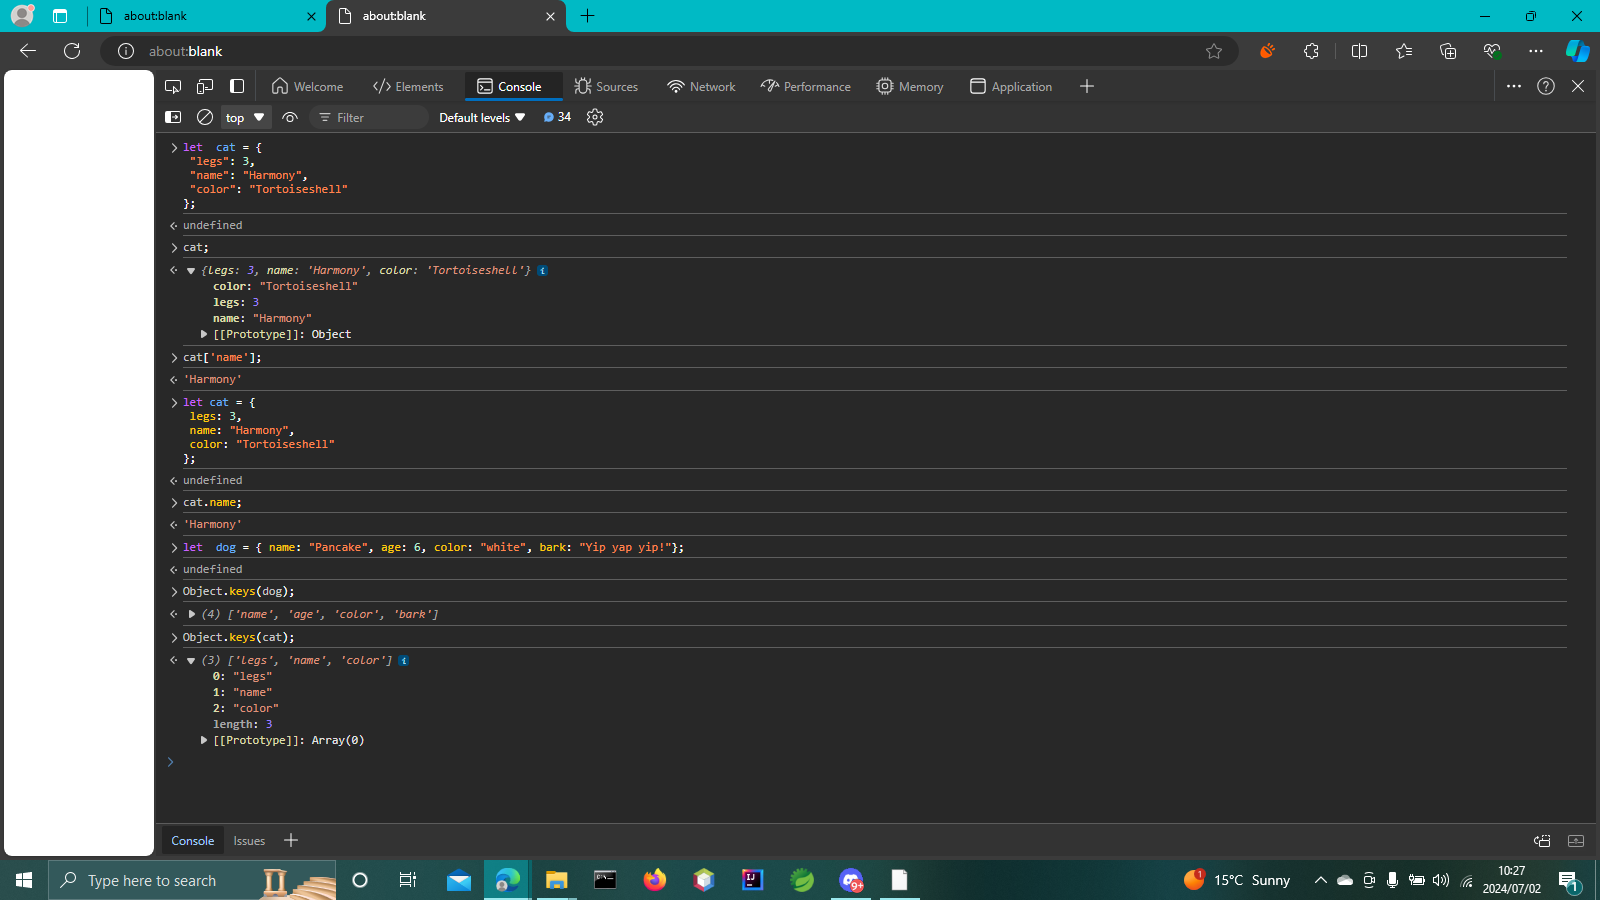 about:blank
about:blank
about:blank
Welcome
Elements
Console
Sources
Network
Performance
Memory
Application
top
Filter
Default levels
34
let  cat = {
"legs": 3,
"name": "Harmony",
"color": "Tortoiseshell"
};
undefined
cat;
{legs: 3, name: 'Harmony', color: 'Tortoiseshell'}
color: "Tortoiseshell"
legs: 3
name: "Harmony"
[[Prototype]]: Object
cat['name'];
'Harmony'
let cat = {
legs: 3,
name: "Harmony",
color: "Tortoiseshell"
};
undefined
cat.name;
'Harmony'
let  dog = { name: "Pancake", age: 6, color: "white", bark: "Yip yap yip!"};
undefined
Object.keys(dog);
(4) ['name', 'age', 'color', 'bark']
Object.keys(cat);
(3) ['legs', 'name', 'color']
0: "legs"
1: "name"
2: "color"
length: 3
[[Prototype]]: Array(0)
Console
Issues
Type here to search
9+
1
15°C Sunny
10:27
2024/07/02
1